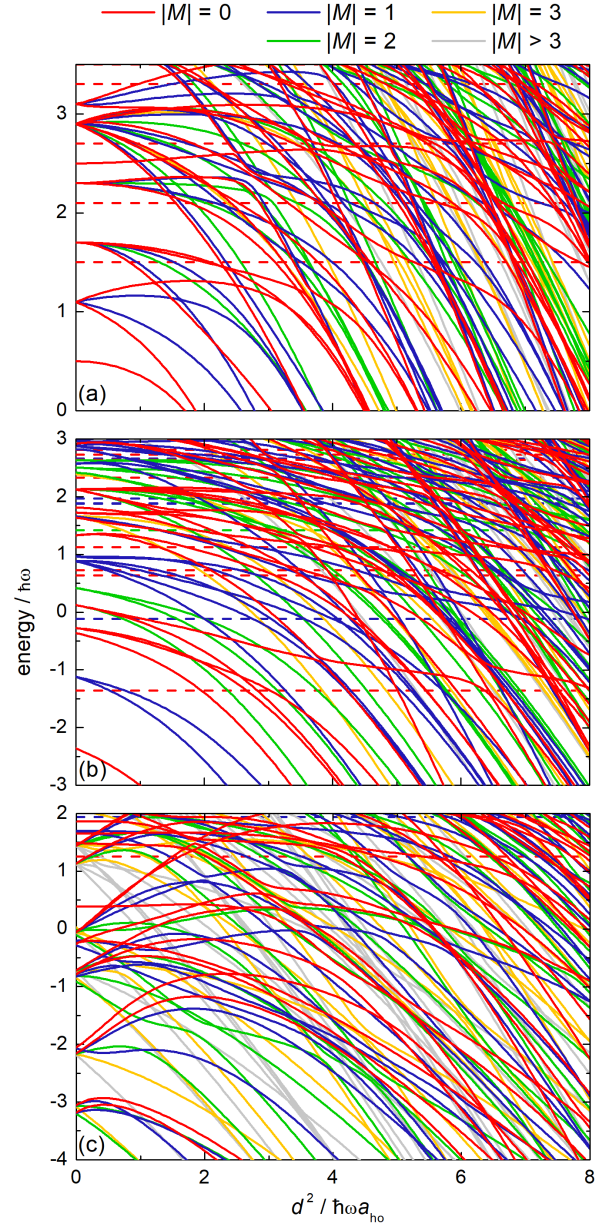 |M| = 0 |M| = 1 |M| = 3
|M| = 2 |M| > 3
3
2
1
0
(a)
3
2
1
0
-1
-2
-3
(b)
energy / ħω
2
1
0
-1
-2
-3
-4
(c)
0 2 4 6 8
d² / ħωa_ho